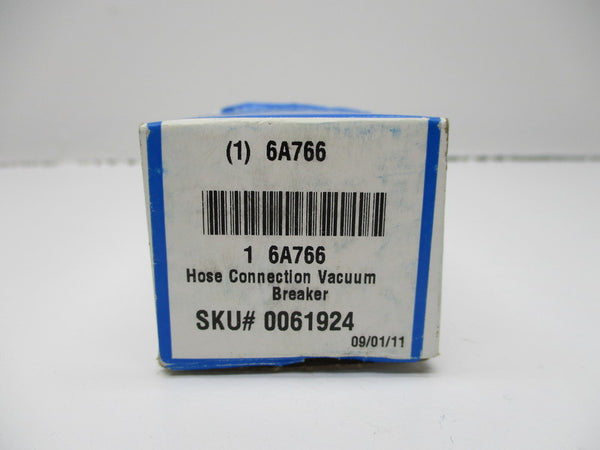 (1) 6A766
1 6A766
Hose Connection Vacuum
Breaker
SKU# 0061924
09/01/11